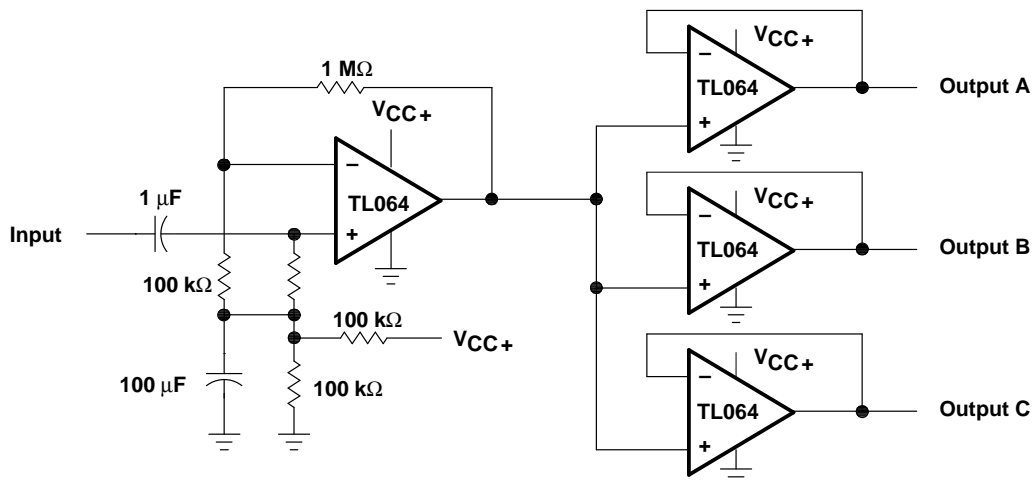 1 MΩ
VCC+
−
TL064
+
1 μF
Input
100 kΩ
100 kΩ
VCC+
100 μF
100 kΩ
VCC+
−
TL064
+
Output A
VCC+
−
TL064
+
Output B
VCC+
−
TL064
+
Output C